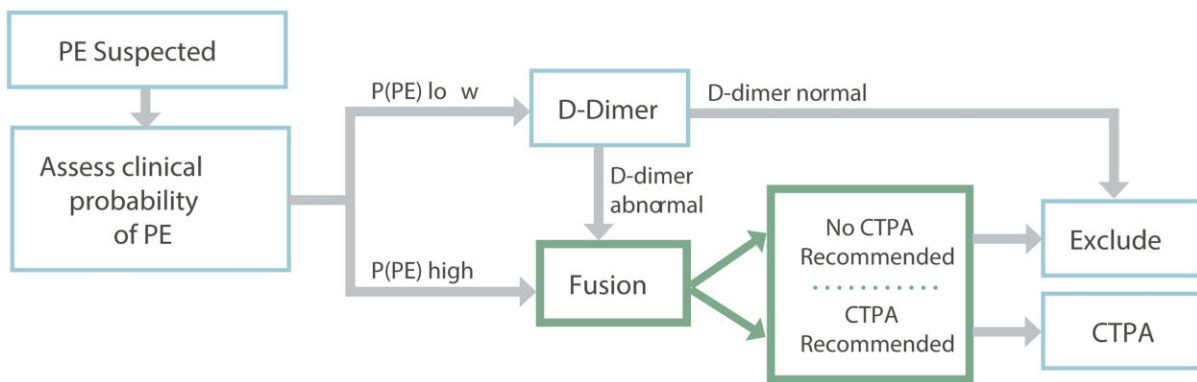 PE Suspected
Assess clinical
probability
of PE
P(PE) lo w
P(PE) high
D-Dimer
D-dimer normal
D-dimer
abnormal
Fusion
No CTPA
Recommended
CTPA
Recommended
Exclude
CTPA